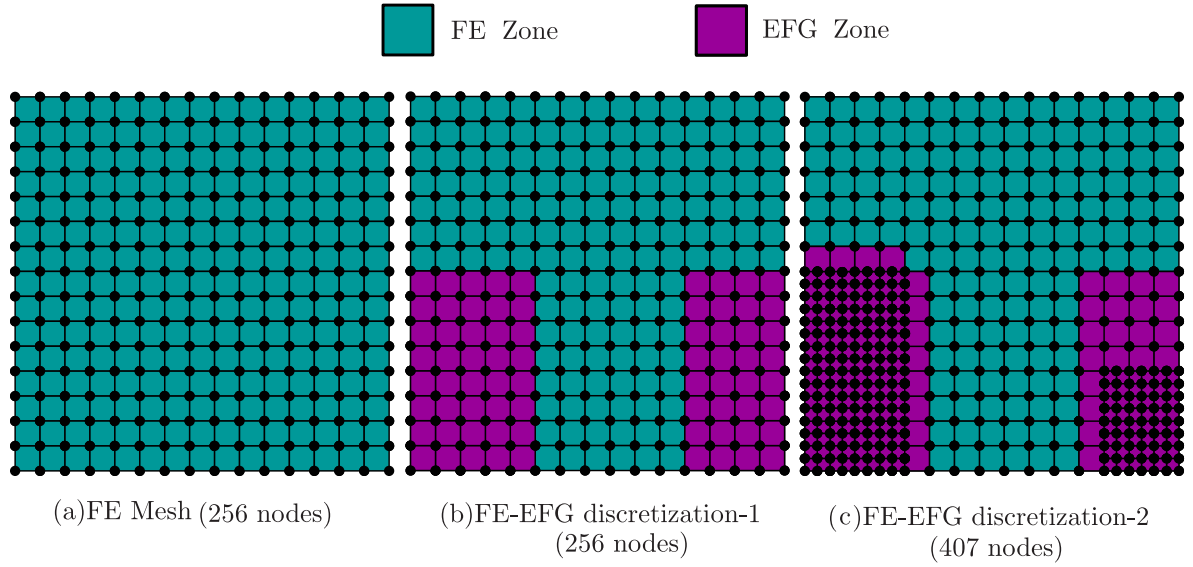 FE Zone
EFG Zone
(a)FE Mesh (256 nodes)
(b)FE-EFG discretization-1
(256 nodes)
(c)FE-EFG discretization-2
(407 nodes)